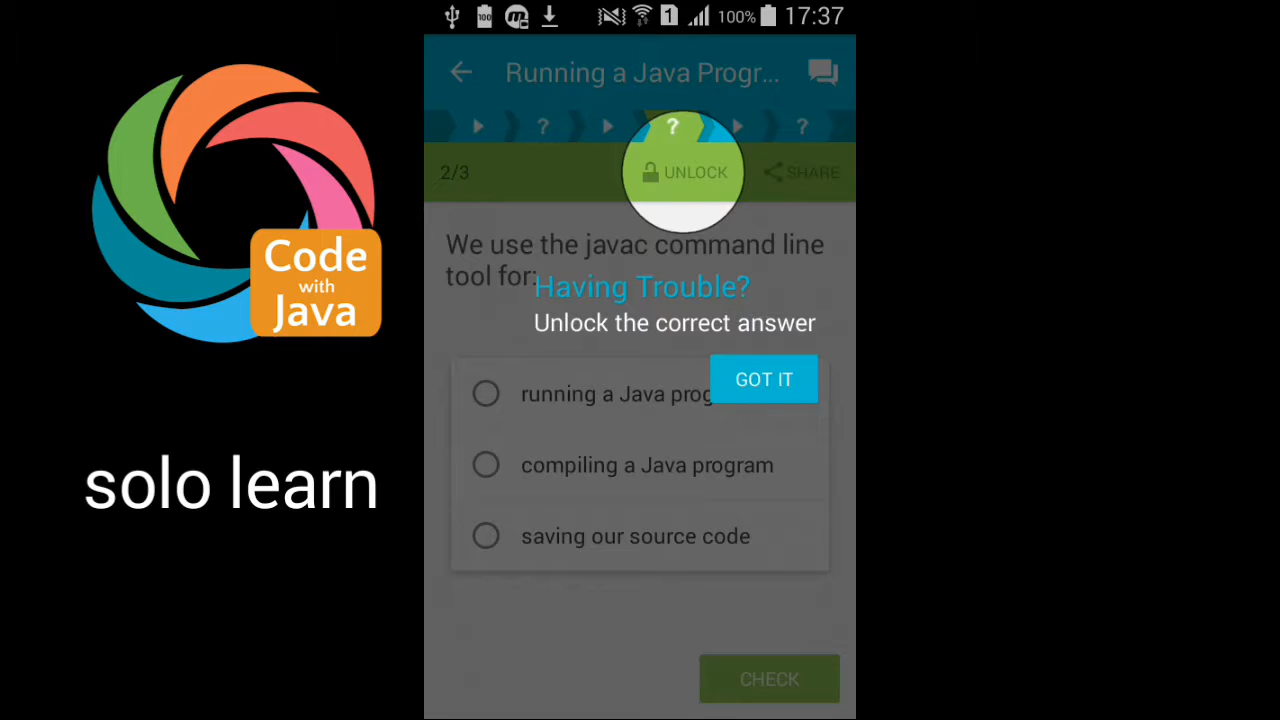 100
1
100%
17:37
Running a Java Progr...
?
?
?
2/3
UNLOCK
SHARE
We use the javac command line
tool for:
Having Trouble?
Unlock the correct answer
GOT IT
running a Java prog
compiling a Java program
saving our source code
CHECK
Code
with
Java
solo learn